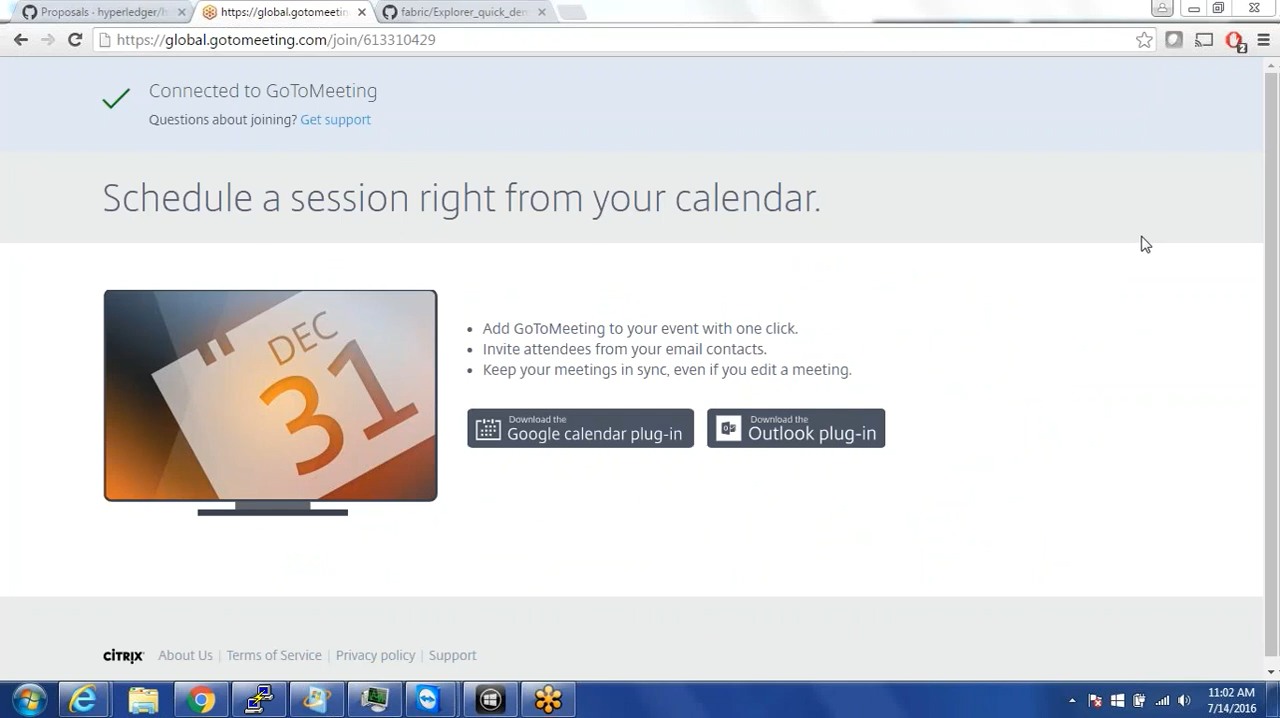 Proposals - hyperledger/h
https://global.gotomeetin
fabric/Explorer_quick_den
https://global.gotomeeting.com/join/613310429
Connected to GoToMeeting
Questions about joining? Get support
Schedule a session right from your calendar.
DEC
31
Add GoToMeeting to your event with one click.
Invite attendees from your email contacts.
Keep your meetings in sync, even if you edit a meeting.
Download the
Google calendar plug-in
Download the
Outlook plug-in
CİTRIX About Us | Terms of Service | Privacy policy | Support
11:02 AM
7/14/2016